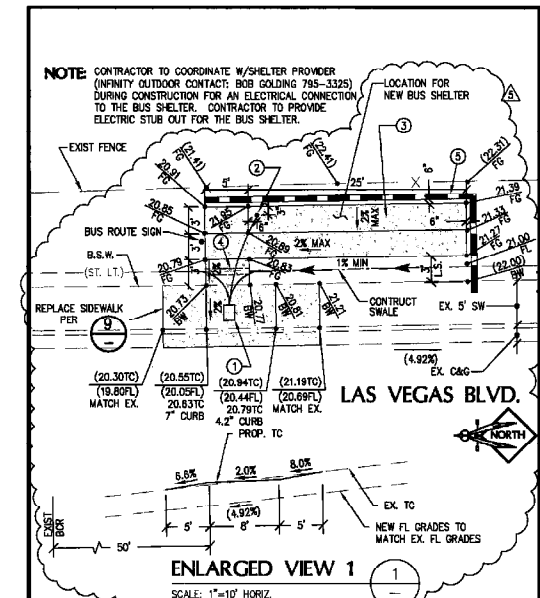 NOTE: CONTRACTOR TO COORDINATE W/SHELTER PROVIDER
(INFINITY OUTDOOR CONTACT: BOB GOLDING 795-3325)
DURING CONSTRUCTION FOR AN ELECTRICAL CONNECTION
TO THE BUS SHELTER. CONTRACTOR TO PROVIDE
ELECTRIC STUB OUT FOR THE BUS SHELTER.
LOCATION FOR
NEW BUS SHELTER
5
EXIST FENCE
2
3
5
(21.41)
FG
(22.41)
FG
(22.31)
FG
20.91
FG
5'
25'
6"
21.39
FG
20.85
FG
21.85
FG
6"
2%
MAX
6"
21.33
FG
BUS ROUTE SIGN
3'
20.89
FG
2% MAX
21.27
FG
21.00
FL
B.S.W.
(ST. LT.)
20.79
FG
4
2%
20.83
FG
1% MIN
3'
L.S.
(22.00)
BW
REPLACE SIDEWALK
PER
9
20.73
BW
2%
20.77
BW
20.81
BW
21.21
BW
CONTRUCT
SWALE
EX. 5' SW
1
(20.30TC)
(19.80FL)
MATCH EX.
(20.55TC)
(20.05FL)
20.63TC
7" CURB
(20.94TC)
(20.44FL)
20.79TC
4.2" CURB
(21.19TC)
(20.69FL)
MATCH EX.
(4.92%)
EX. C&G
LAS VEGAS BLVD.
NORTH
PROP. TC
6.6%
2.0%
8.0%
EX. TC
(4.92%)
5'
8'
5'
NEW FL GRADES TO
MATCH EX. FL GRADES
EXIST
BCR
50'
ENLARGED VIEW 1
1
SCALE: 1"=10' HORIZ.